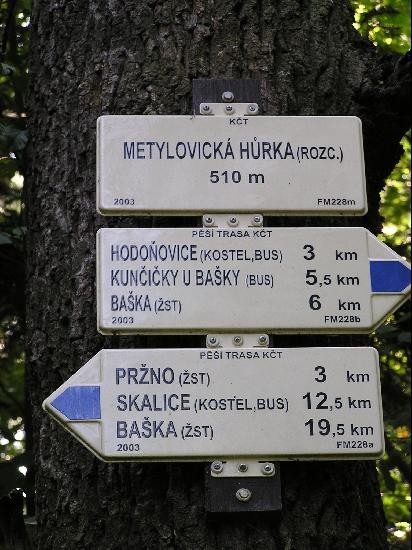 KČT
METYLOVICKÁ HŮRKA (ROZC.)
510 m
2003 FM228m
PĚŠÍ TRASA KČT
HODOŇOVICE (KOSTEL,BUS) 3 km
KUNČIČKY U BAŠKY (BUS) 5,5 km
BAŠKA (ŽST) 6 km
2003 FM228b
PĚŠÍ TRASA KČT
PRŽNO (ŽST) 3 km
SKALICE (KOSTEL,BUS) 12,5 km
BAŠKA (ŽST) 19,5 km
2003 FM228a